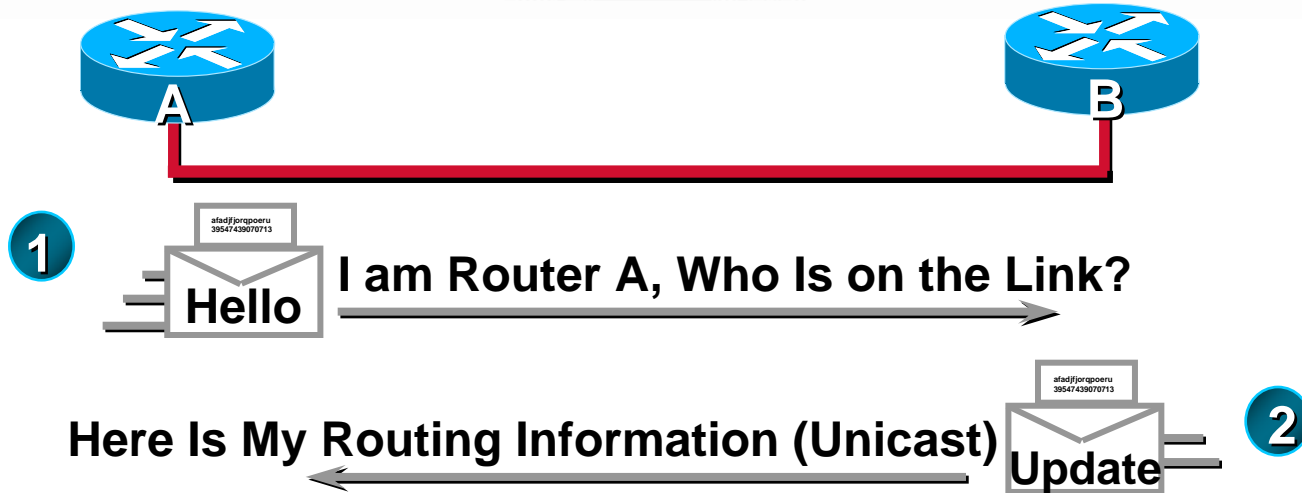 A
B
1
afadjfjorqpoeru
39547439070713
Hello
I am Router A, Who Is on the Link?
afadjfjorqpoeru
39547439070713
2
Here Is My Routing Information (Unicast)
Update